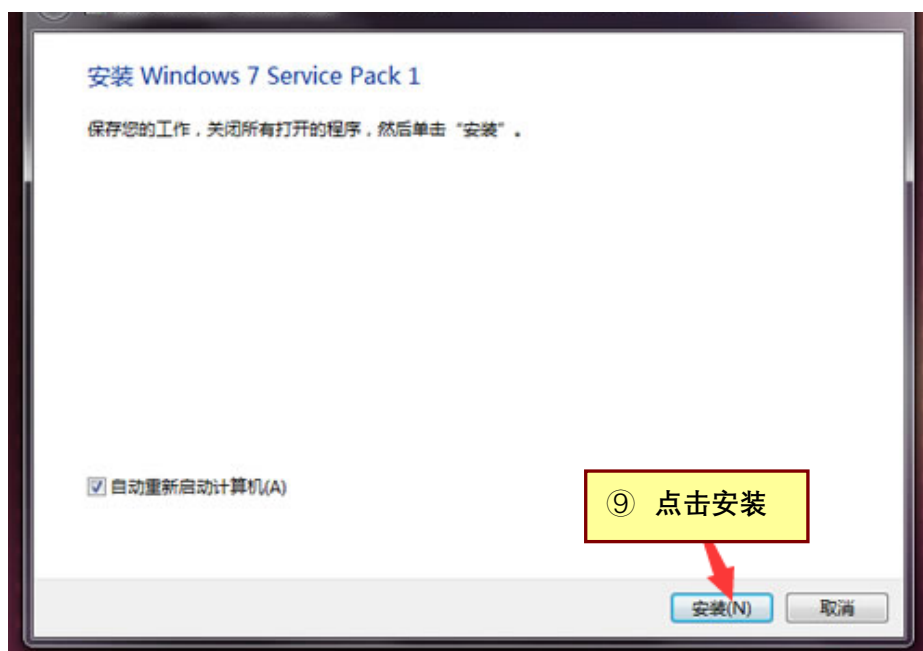 安装 Windows 7 Service Pack 1
保存您的工作，关闭所有打开的程序，然后单击“安装”。
自动重新启动计算机(A)
⑨ 点击安装
安装(N)
取消